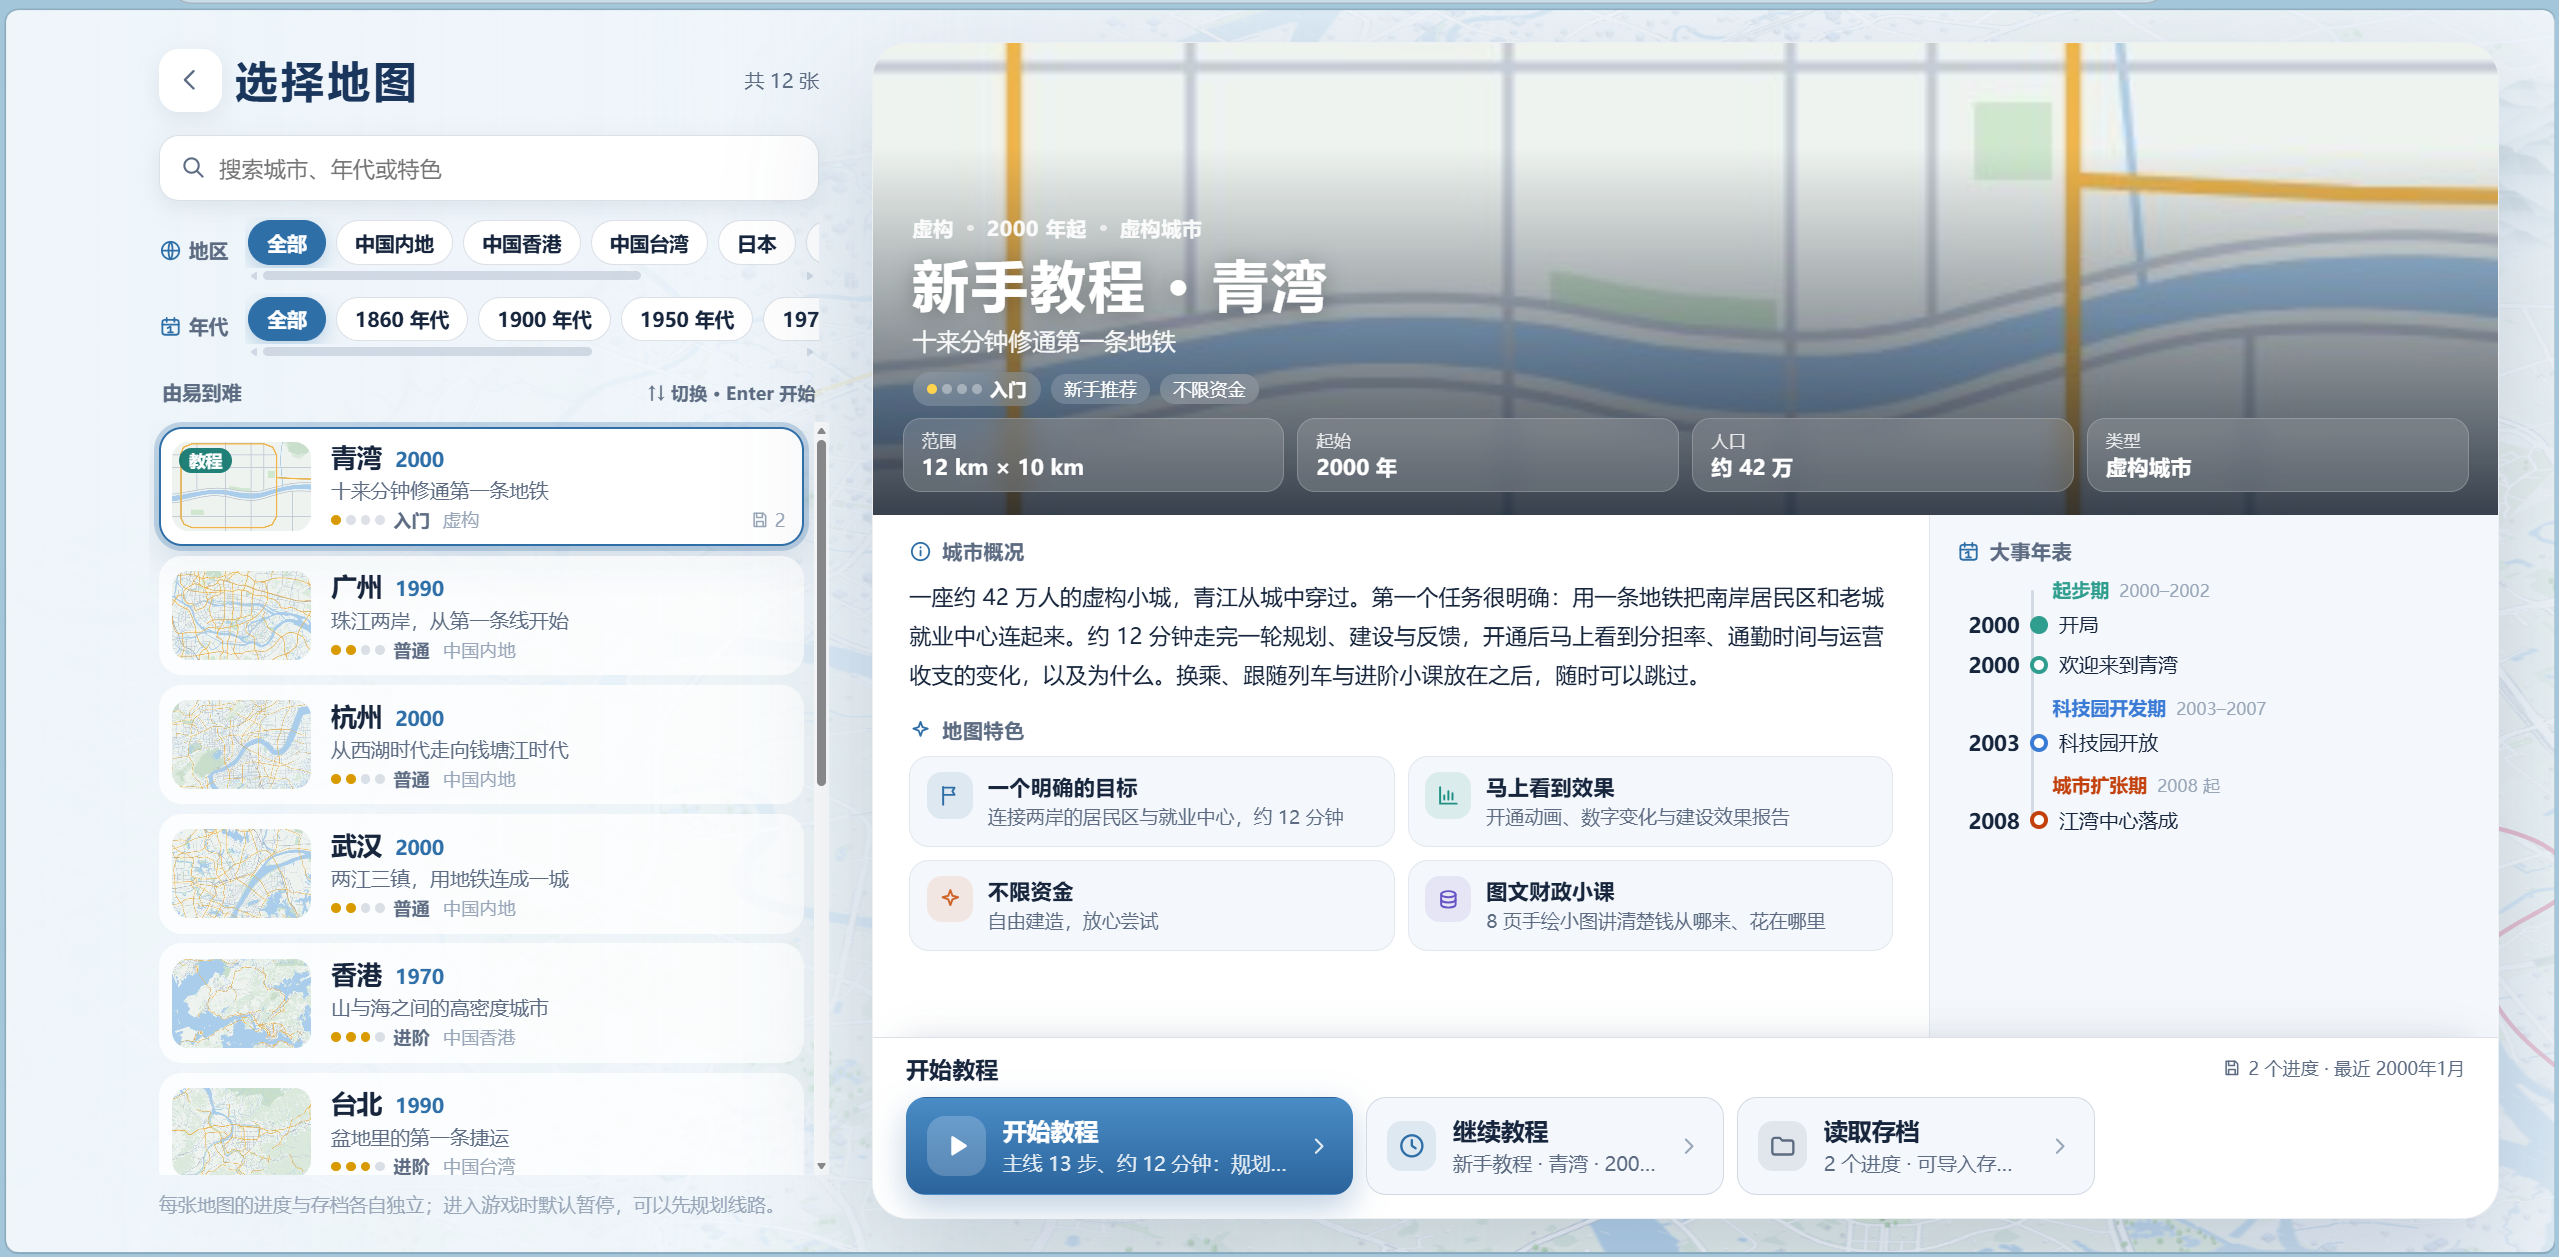 选择地图
共 12 张
搜索城市、年代或特色
地区
全部
中国内地
中国香港
中国台湾
日本
年代
全部
1860 年代
1900 年代
1950 年代
197
由易到难
切换 • Enter 开始
教程
青湾 2000
十来分钟修通第一条地铁
入门 虚构
2
广州 1990
珠江两岸，从第一条线开始
普通 中国内地
杭州 2000
从西湖时代走向钱塘江时代
普通 中国内地
武汉 2000
两江三镇，用地铁连成一城
普通 中国内地
香港 1970
山与海之间的高密度城市
进阶 中国香港
台北 1990
盆地里的第一条捷运
进阶 中国台湾
每张地图的进度与存档各自独立；进入游戏时默认暂停，可以先规划线路。
虚构 • 2000 年起 • 虚构城市
新手教程 • 青湾
十来分钟修通第一条地铁
入门
新手推荐
不限资金
范围
12 km × 10 km
起始
2000 年
人口
约 42 万
类型
虚构城市
城市概况
一座约 42 万人的虚构小城，青江从城中穿过。第一个任务很明确：用一条地铁把南岸居民区和老城
就业中心连起来。约 12 分钟走完一轮规划、建设与反馈，开通后马上看到分担率、通勤时间与运营
收支的变化，以及为什么。换乘、跟随列车与进阶小课放在之后，随时可以跳过。
地图特色
一个明确的目标
连接两岸的居民区与就业中心，约 12 分钟
马上看到效果
开通动画、数字变化与建设效果报告
不限资金
自由建造，放心尝试
图文财政小课
8 页手绘小图讲清楚钱从哪来、花在哪里
大事年表
起步期 2000–2002
2000 开局
2000 欢迎来到青湾
科技园开发期 2003–2007
2003 科技园开放
城市扩张期 2008 起
2008 江湾中心落成
开始教程
2 个进度 · 最近 2000年1月
开始教程
主线 13 步、约 12 分钟：规划...
继续教程
新手教程 · 青湾 · 200...
读取存档
2 个进度 · 可导入存...